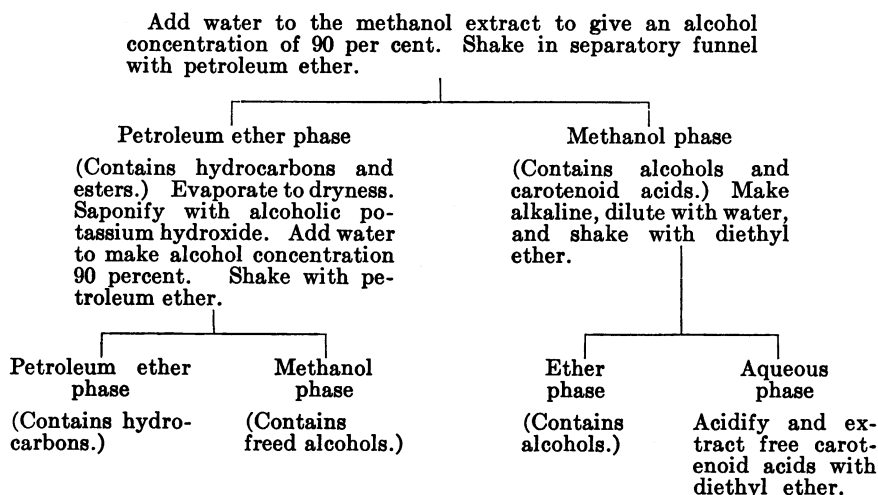 Add water to the methanol extract to give an alcohol
concentration of 90 per cent. Shake in separatory funnel
with petroleum ether.
Petroleum ether phase
(Contains hydrocarbons and
esters.) Evaporate to dryness.
Saponify with alcoholic po-
tassium hydroxide. Add water
to make alcohol concentration
90 percent. Shake with pe-
troleum ether.
Methanol phase
(Contains alcohols and
carotenoid acids.) Make
alkaline, dilute with water,
and shake with diethyl
ether.
Petroleum ether
phase
(Contains hydro-
carbons.)
Methanol
phase
(Contains
freed alcohols.)
Ether
phase
(Contains
alcohols.)
Aqueous
phase
Acidify and ex-
tract free carot-
enoid acids with
diethyl ether.